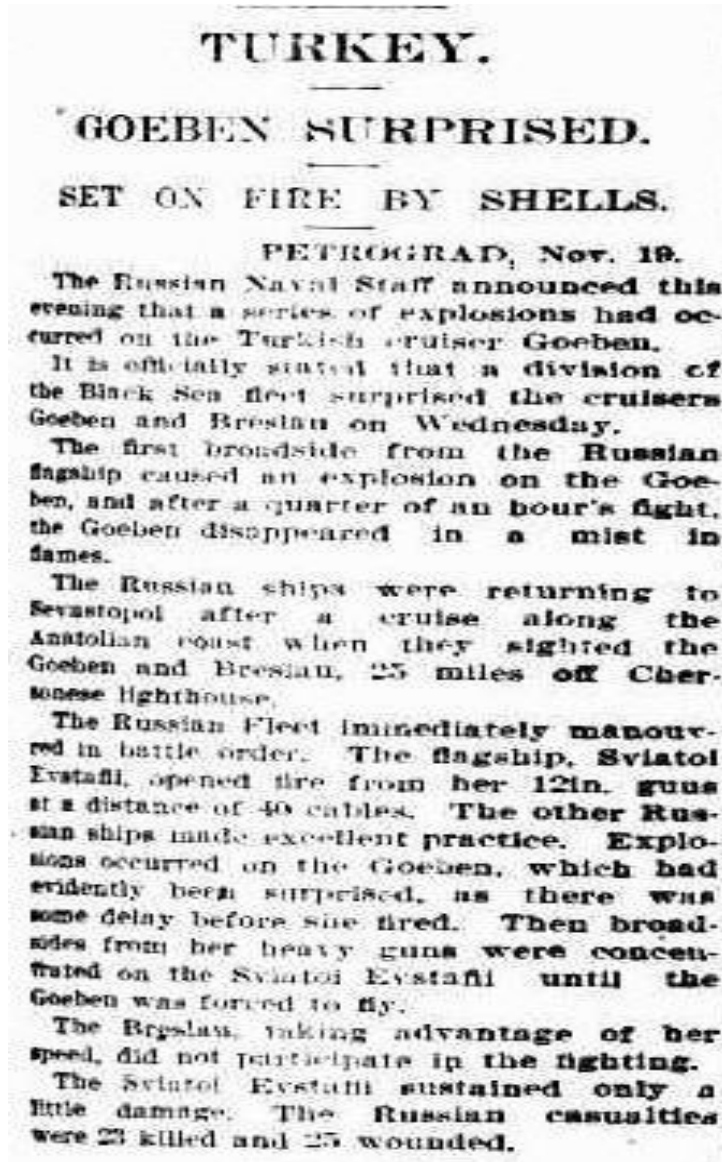 TURKEY.
GOEBEN SURPRISED.
SET ON FIRE BY SHELLS.
PETROGRAD, Nov. 19.
The Russian Naval Staff announced this
evening that a series of explosions had oc-
curred on the Turkish cruiser Goeben.
It is officially stated that a division of
the Black Sea fleet surprised the cruisers
Goeben and Breslau on Wednesday.
The first broadside from the Russian
flagship caused an explosion on the Goe-
ben, and after a quarter of an hour's fight,
the Goeben disappeared in a mist in
flames.
The Russian ships were returning to
Sevastopol after a cruise along the
Anatolian coast when they sighted the
Goeben and Breslau, 25 miles off Cher-
sonese lighthouse.
The Russian Fleet immediately manouv-
red in battle order. The flagship, Sviatoi
Evstafii, opened fire from her 12in. guns
at a distance of 40 cables. The other Rus-
sian ships made excellent practice. Explo-
sions occurred on the Goeben, which had
evidently been surprised, as there was
some delay before she fired. Then broad-
sides from her heavy guns were concen-
trated on the Sviatoi Evstafii until the
Goeben was forced to fly.
The Breslau, taking advantage of her
speed, did not participate in the fighting.
The Sviatoi Evstafii sustained only a
little damage. The Russian casualties
were 23 killed and 25 wounded.